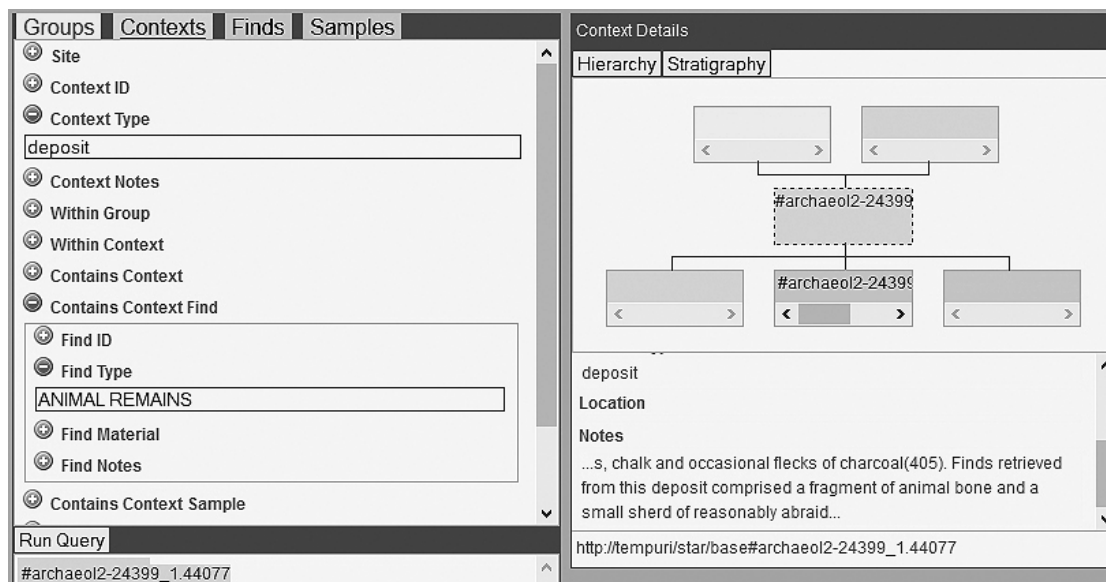 Groups Contexts Finds Samples
Site
Context ID
Context Type
deposit
Context Notes
Within Group
Within Context
Contains Context
Contains Context Find
Find ID
Find Type
ANIMAL REMAINS
Find Material
Find Notes
Contains Context Sample
Run Query
#archaeol2-24399_1.44077
Context Details
Hierarchy Stratigraphy
#archaeol2-24399
#archaeol2-2439
deposit
Location
Notes
...s, chalk and occasional flecks of charcoal(405). Finds retrieved
from this deposit comprised a fragment of animal bone and a
small sherd of reasonably abraid...
http://tempuri/star/base#archaeol2-24399_1.44077